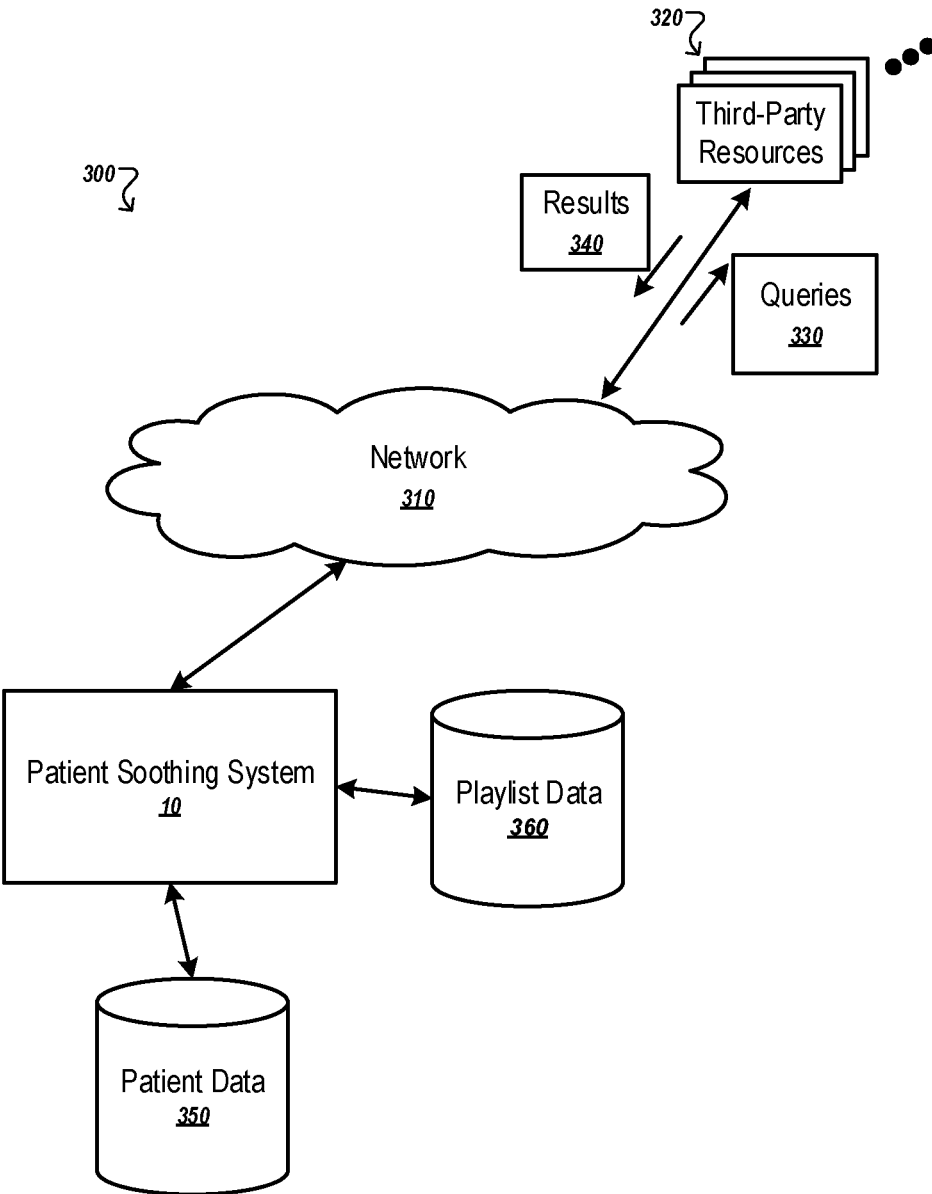 320
Third-Party
Resources
300
Results
340
Queries
330
Network
310
Patient Soothing System
10
Playlist Data
360
Patient Data
350